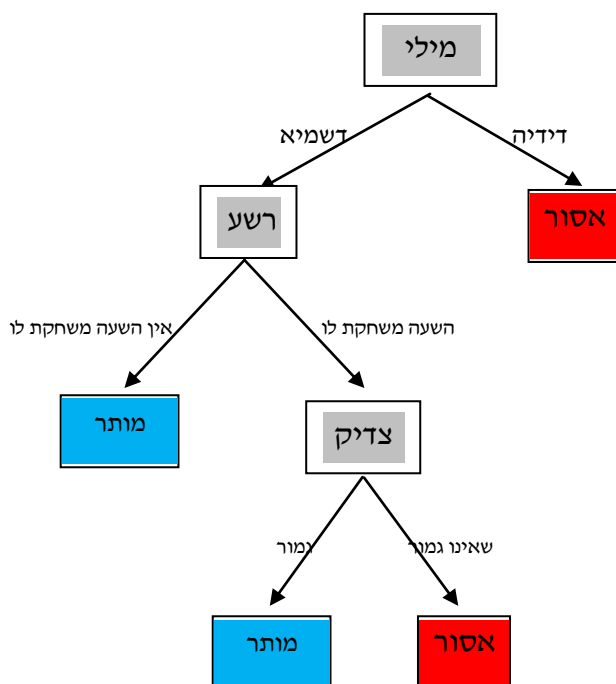 מילי
דידיה
דשמיא
אסור
רשע
השעה משחקת לו
אין השעה משחקת לו
מותר
צדיק
שאינו גמור
גמור
אסור
מותר